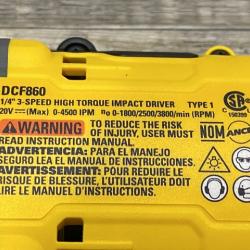 DCF860
1/4" 3-SPEED HIGH TORQUE IMPACT DRIVER TYPE 1
20V (Max) 0-4500 IPM n₀ 0-1800/2500/3800/min (RPM)
WARNING TO REDUCE THE RISK
OF INJURY, USER MUST
READ INSTRUCTION MANUAL.
ADVERTENCIA: PARA EL MANEJO
SEGURO LEA EL MANUAL DE INSTRUCCIONES.
AVERTISSEMENT: POUR RÉDUIRE LE
RISQUE DE BLESSURE, L'UTILISATEUR DOIT
LIRE LE MANUEL D'INSTRUCTIONS.
NOM
ANCE